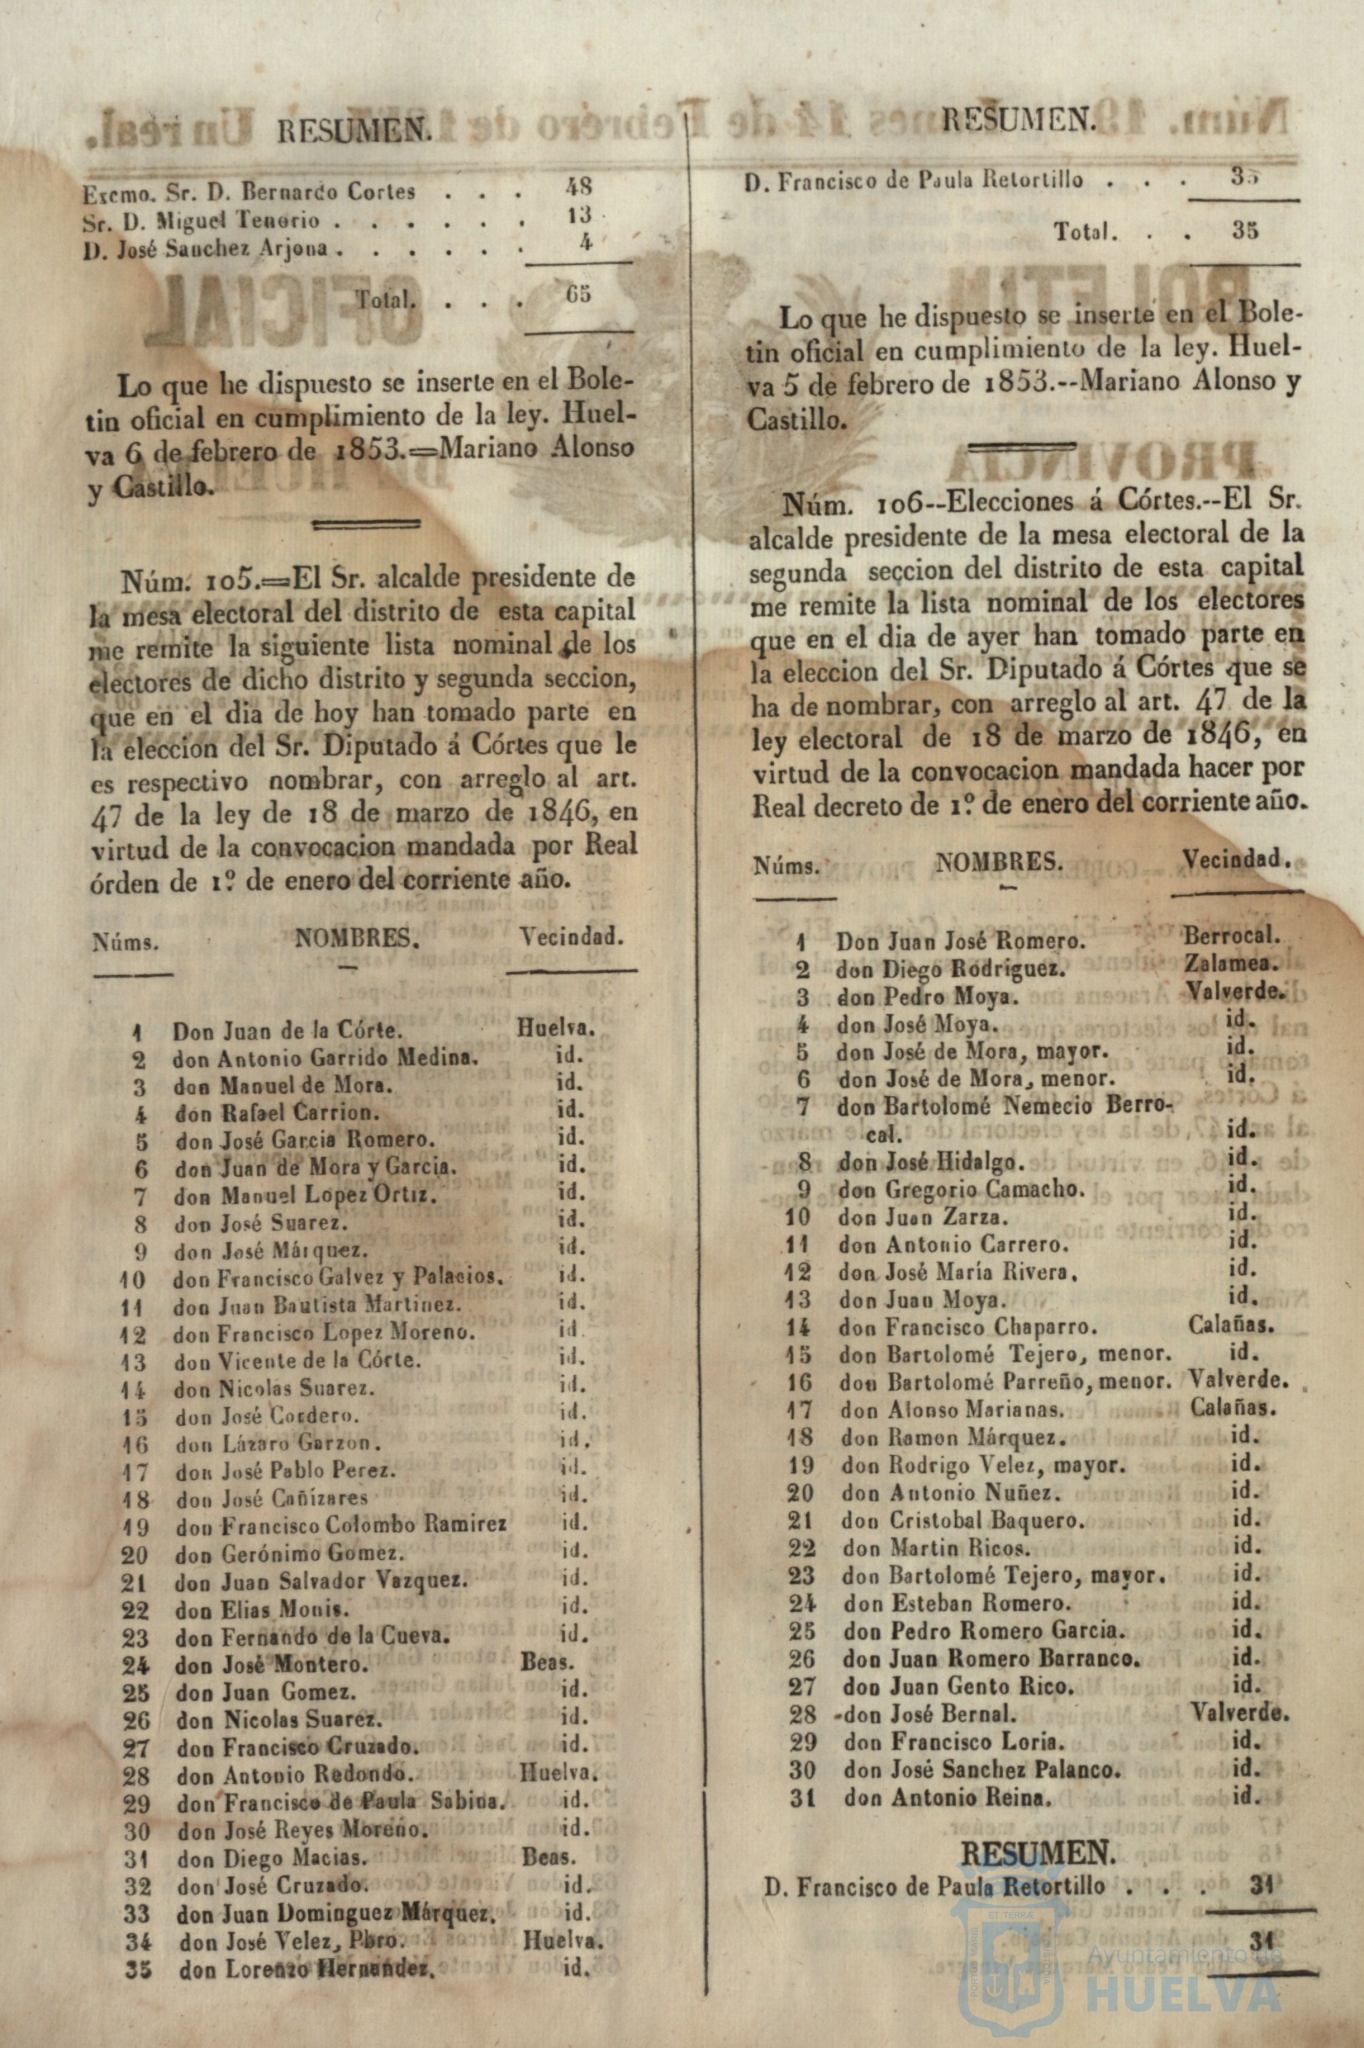 RESUMEN.
Excmo. Sr. D. Bernardo Cortes . . . 48
Sr. D. Miguel Tenorio . . . . . . 13
D. José Sanchez Arjona . . . . . . 4
Total. . . . 65
Lo que he dispuesto se inserte en el Bole-
tin oficial en cumplimiento de la ley. Huel-
va 6 de febrero de 1853.=Mariano Alonso
y Castillo.
Núm. 105.=El Sr. alcalde presidente de
la mesa electoral del distrito de esta capital
me remite la siguiente lista nominal de los
electores de dicho distrito y segunda seccion,
que en el dia de hoy han tomado parte en
la eleccion del Sr. Diputado á Córtes que le
es respectivo nombrar, con arreglo al art.
47 de la ley de 18 de marzo de 1846, en
virtud de la convocacion mandada por Real
órden de 1.º de enero del corriente año.
Núms. NOMBRES. Vecindad.
1 Don Juan de la Córte. Huelva.
2 don Antonio Garrido Medina. id.
3 don Manuel de Mora. id.
4 don Rafael Carrion. id.
5 don José Garcia Romero. id.
6 don Juan de Mora y Garcia. id.
7 don Manuel Lopez Ortiz. id.
8 don José Suarez. id.
9 don José Márquez. id.
10 don Francisco Galvez y Palacios. id.
11 don Juan Bautista Martinez. id.
12 don Francisco Lopez Moreno. id.
13 don Vicente de la Córte. id.
14 don Nicolas Suarez. id.
15 don José Cordero. id.
16 don Lázaro Garzon. id.
17 don José Pablo Perez. id.
18 don José Cañízares id.
19 don Francisco Colombo Ramirez id.
20 don Gerónimo Gomez. id.
21 don Juan Salvador Vazquez. id.
22 don Elias Monis. id.
23 don Fernando de la Cueva. id.
24 don José Montero. Beas.
25 don Juan Gomez. id.
26 don Nicolas Suarez. id.
27 don Francisco Cruzado. id.
28 don Antonio Redondo. Huelva.
29 don Francisco de Paula Sabina. id.
30 don José Reyes Moreno. id.
31 don Diego Macias. Beas.
32 don José Cruzado. id.
33 don Juan Dominguez Márquez. id.
34 don José Velez, Pbro. Huelva.
35 don Lorenzo Hernandez. id.
RESUMEN.
D. Francisco de Paula Retortillo . . . 35
Total. . . 35
Lo que he dispuesto se inserte en el Bole-
tin oficial en cumplimiento de la ley. Huel-
va 5 de febrero de 1853.--Mariano Alonso y
Castillo.
Núm. 106--Elecciones á Córtes.--El Sr.
alcalde presidente de la mesa electoral de la
segunda seccion del distrito de esta capital
me remite la lista nominal de los electores
que en el dia de ayer han tomado parte en
la eleccion del Sr. Diputado á Córtes que se
ha de nombrar, con arreglo al art. 47 de la
ley electoral de 18 de marzo de 1846, en
virtud de la convocacion mandada hacer por
Real decreto de 1.º de enero del corriente año.
Núms. NOMBRES. Vecindad.
1 Don Juan José Romero. Berrocal.
2 don Diego Rodriguez. Zalamea.
3 don Pedro Moya. Valverde.
4 don José Moya. id.
5 don José de Mora, mayor. id.
6 don José de Mora, menor. id.
7 don Bartolomé Nemecio Berro-
cal. id.
8 don José Hidalgo. id.
9 don Gregorio Camacho. id.
10 don Juan Zarza. id.
11 don Antonio Carrero. id.
12 don José María Rivera. id.
13 don Juan Moya. id.
14 don Francisco Chaparro. Calañas.
15 don Bartolomé Tejero, menor. id.
16 don Bartolomé Parreño, menor. Valverde.
17 don Alonso Marianas. Calañas.
18 don Ramon Márquez. id.
19 don Rodrigo Velez, mayor. id.
20 don Antonio Nuñez. id.
21 don Cristobal Baquero. id.
22 don Martin Ricos. id.
23 don Bartolomé Tejero, mayor. id.
24 don Esteban Romero. id.
25 don Pedro Romero Garcia. id.
26 don Juan Romero Barranco. id.
27 don Juan Gento Rico. id.
28 don José Bernal. Valverde.
29 don Francisco Loria. id.
30 don José Sanchez Palanco. id.
31 don Antonio Reina. id.
RESUMEN.
D. Francisco de Paula Retortillo . . . 31
31
Ayuntamiento de
HUELVA